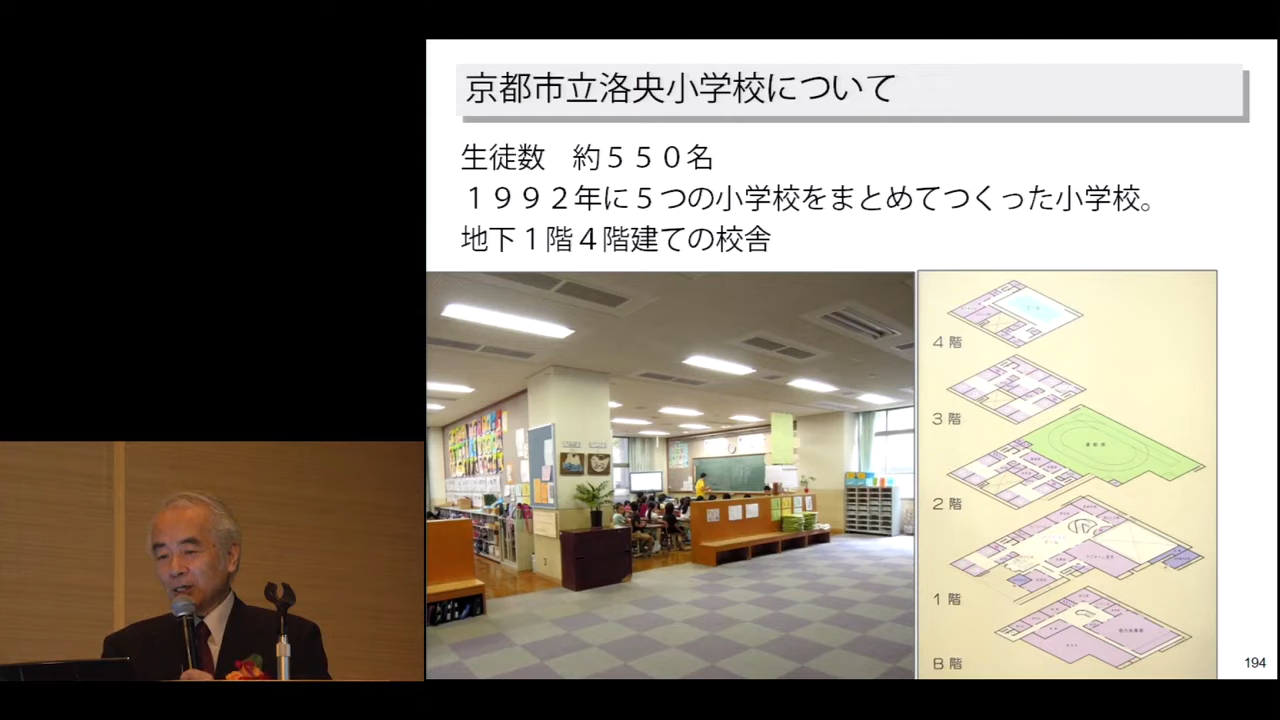 京都市立洛央小学校について
生徒数　約５５０名
１９９２年に５つの小学校をまとめてつくった小学校。
地下１階４階建ての校舎
４階
３階
２階
１階
B階
194